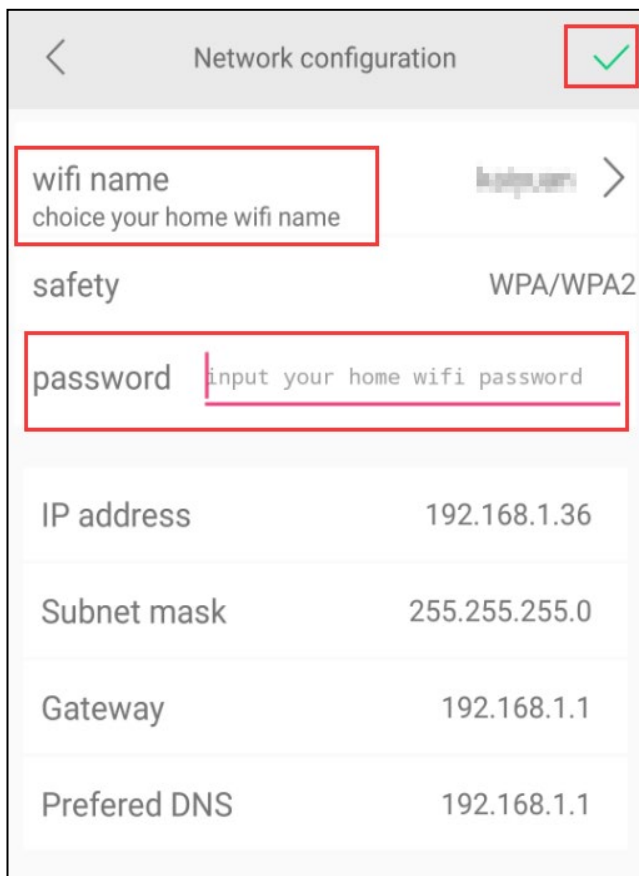 Network configuration
wifi name
choice your home wifi name
safety WPA/WPA2
password input your home wifi password
IP address 192.168.1.36
Subnet mask 255.255.255.0
Gateway 192.168.1.1
Prefered DNS 192.168.1.1